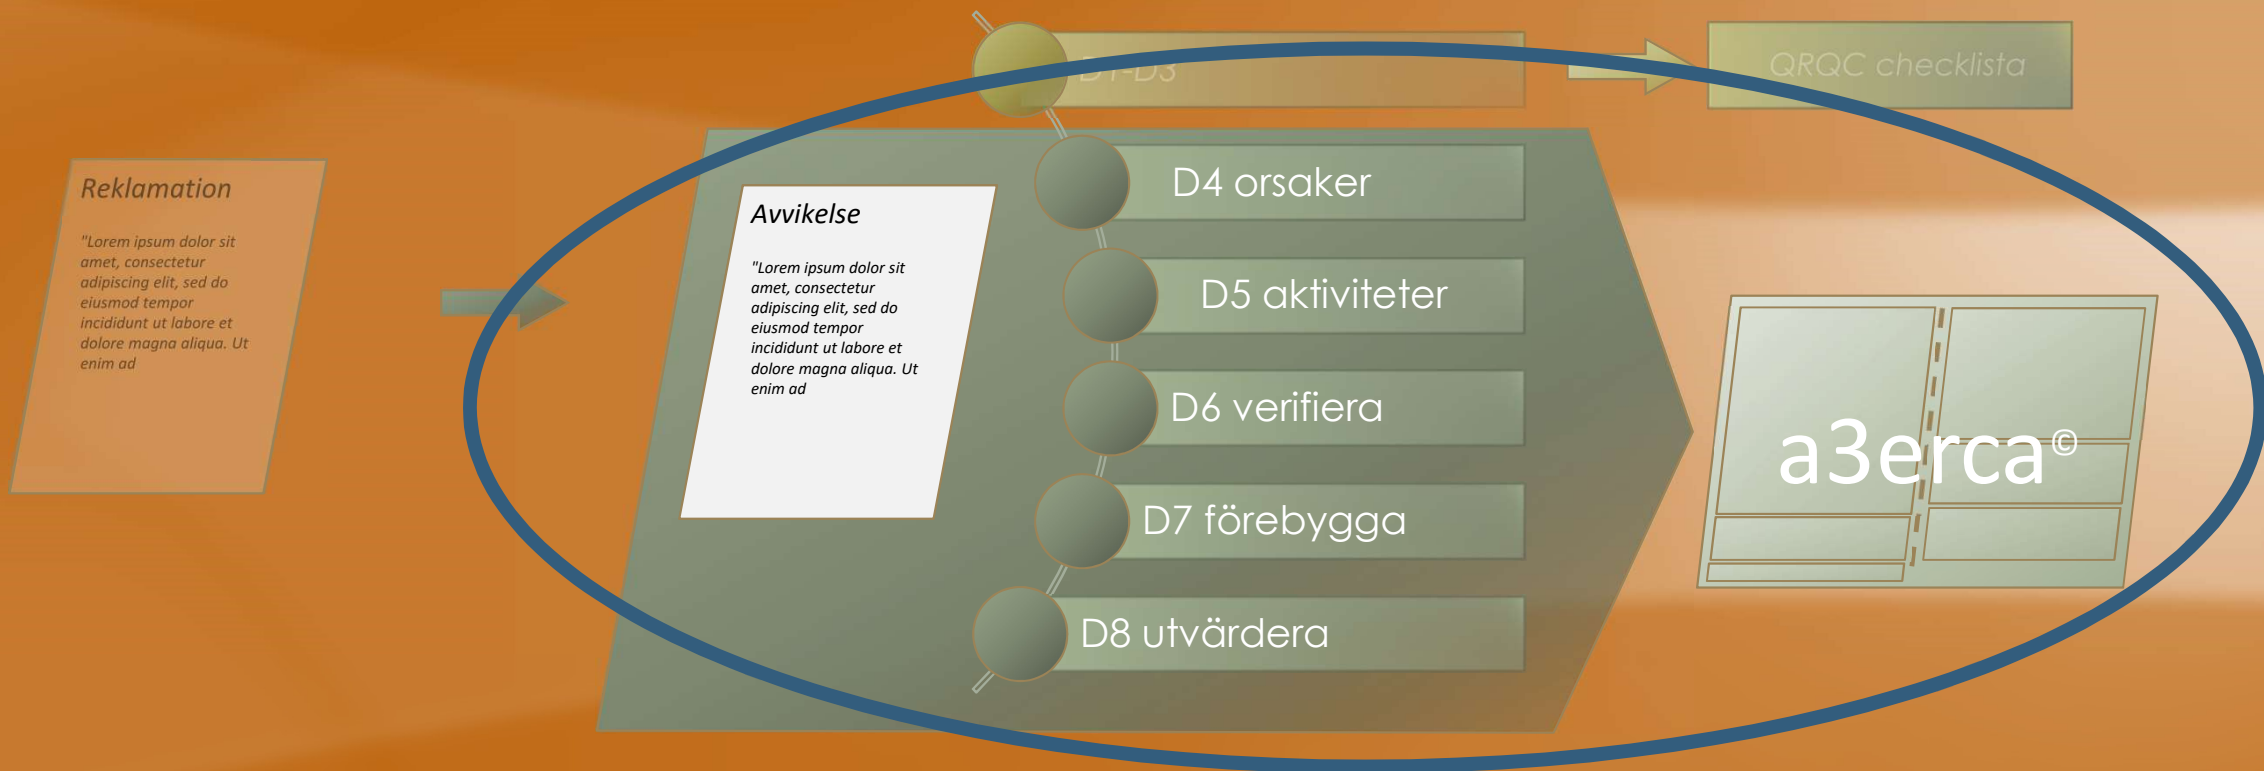 D1-D3
QRQC checklista
Reklamation
"Lorem ipsum dolor sit
amet, consectetur
adipiscing elit, sed do
eiusmod tempor
incididunt ut labore et
dolore magna aliqua. Ut
enim ad
Avvikelse
"Lorem ipsum dolor sit
amet, consectetur
adipiscing elit, sed do
eiusmod tempor
incididunt ut labore et
dolore magna aliqua. Ut
enim ad
D4 orsaker
D5 aktiviteter
D6 verifiera
D7 förebygga
D8 utvärdera
a3erca©